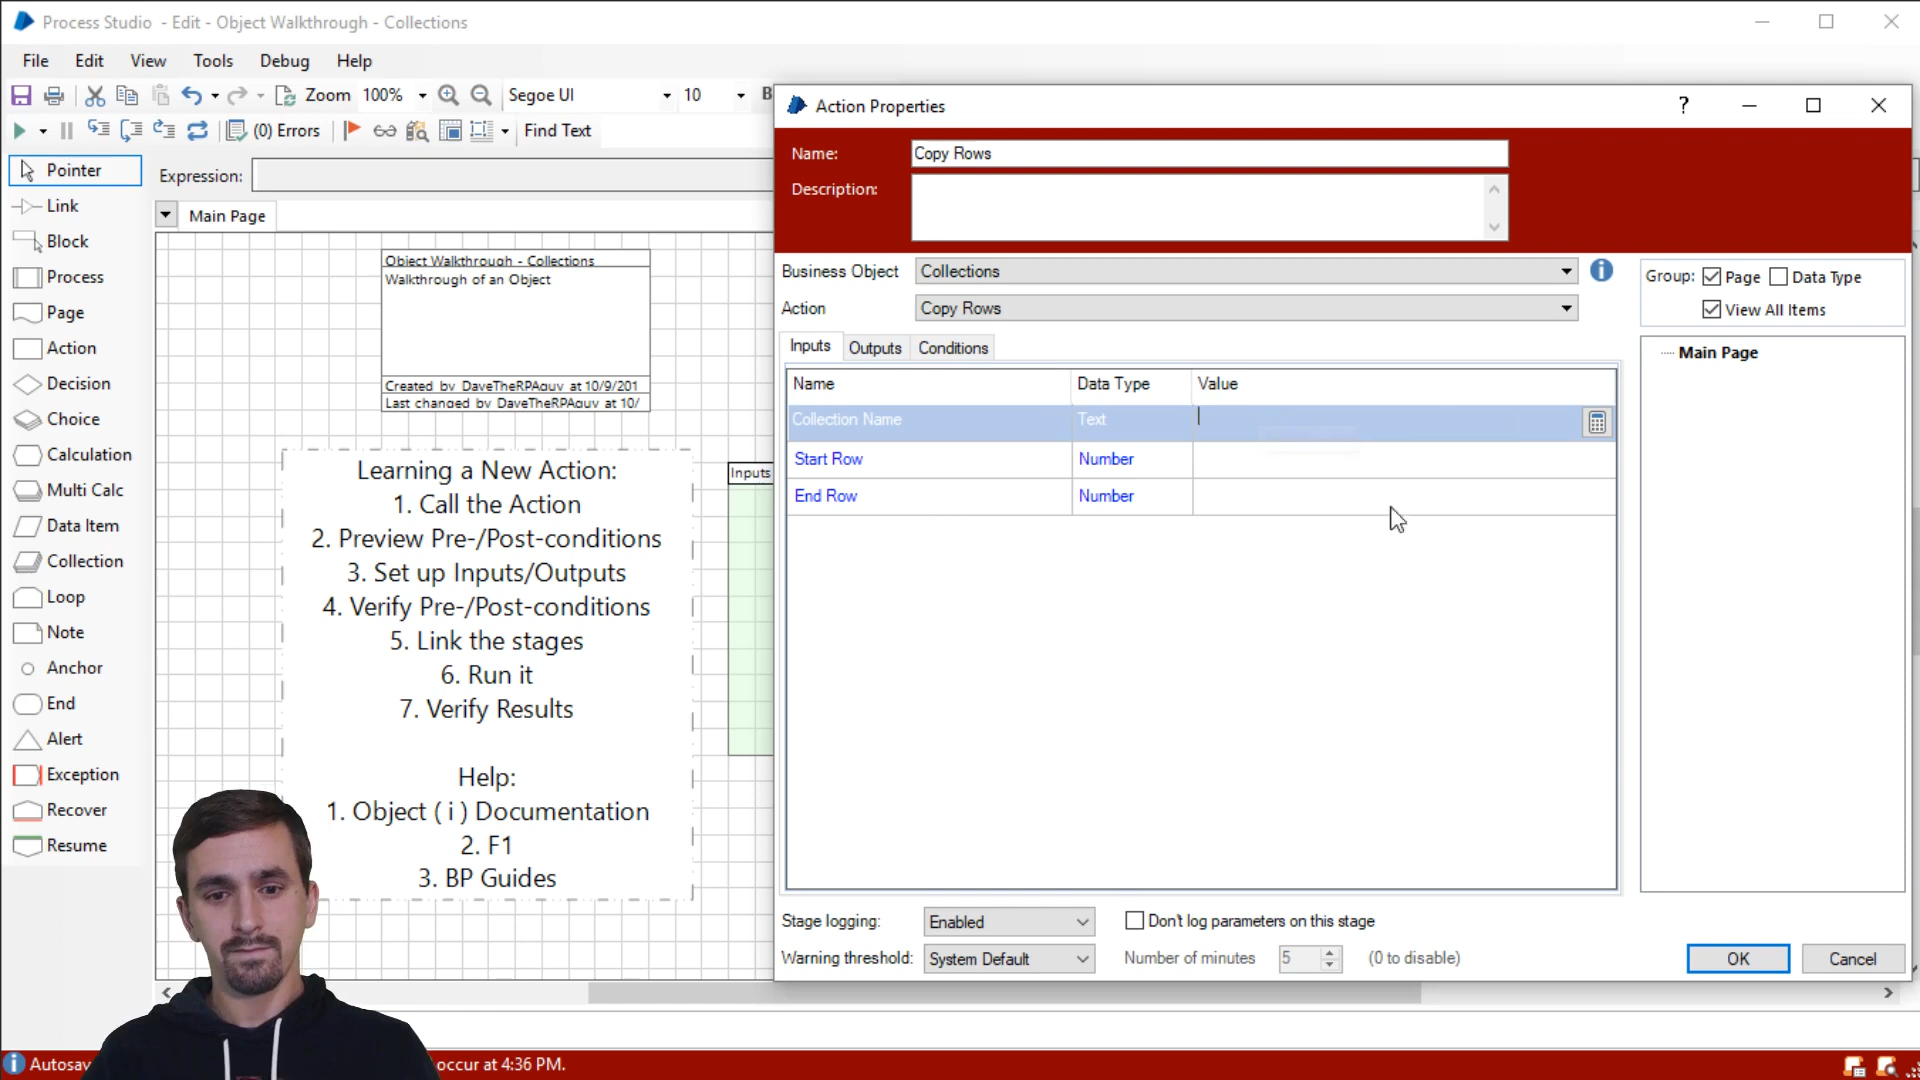 Process Studio - Edit - Object Walkthrough - Collections
File Edit View Tools Debug Help
Zoom 100% Segoe UI 10 B
(0) Errors Find Text
Pointer
Link
Block
Process
Page
Action
Decision
Choice
Calculation
Multi Calc
Data Item
Collection
Loop
Note
Anchor
End
Alert
Exception
Recover
Resume
Expression:
Main Page
Object Walkthrough - Collections
Walkthrough of an Object
Created by DaveTheRPAguy at 10/9/201
Last changed by DaveTheRPAguy at 10/
Learning a New Action:
1. Call the Action
2. Preview Pre-/Post-conditions
3. Set up Inputs/Outputs
4. Verify Pre-/Post-conditions
5. Link the stages
6. Run it
7. Verify Results
Help:
1. Object ( i ) Documentation
2. F1
3. BP Guides
Inputs
Action Properties
?
Name: Copy Rows
Description:
Business Object Collections
Action Copy Rows
Group: Page Data Type
View All Items
Main Page
Inputs Outputs Conditions
Name Data Type Value
Collection Name Text
Start Row Number
End Row Number
Stage logging: Enabled Don't log parameters on this stage
Warning threshold: System Default Number of minutes 5 (0 to disable)
OK Cancel
occur at 4:36 PM.